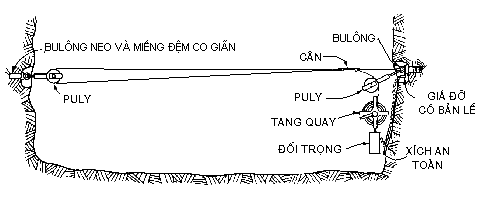 BULÔNG NEO VÀ MIẾNG ĐỆM CO GIÃN
BULÔNG
CẦN
PULY
PULY
GIÁ ĐỠ
CÓ BẢN LỀ
TANG QUAY
ĐỐI TRỌNG
XÍCH AN
TOÀN